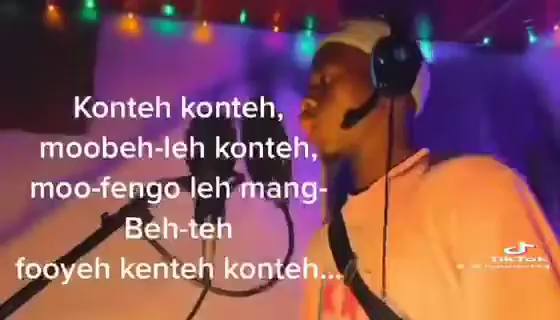 Konteh konteh,
moobeh-leh konteh,
moo-fengo leh mang-
Beh-teh
fooyeh kenteh konteh...
TikTok